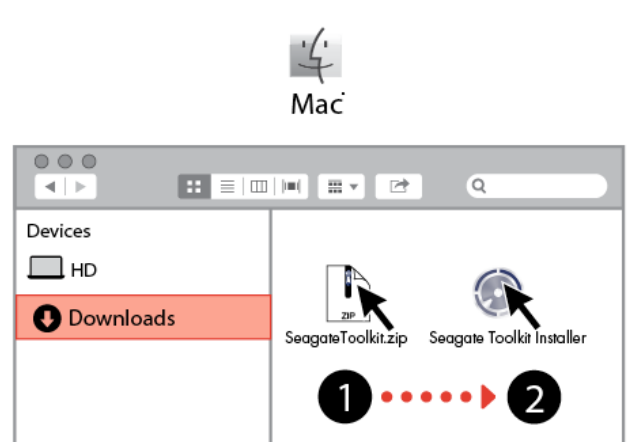 Mac
Devices
HD
Downloads
ZIP
SeagateToolkit.zip
Seagate Toolkit Installer
1
2